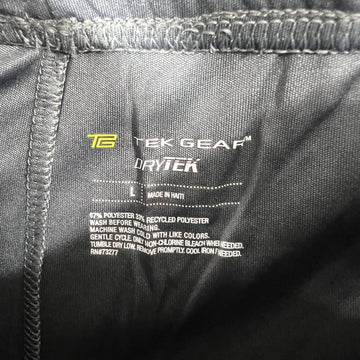 TG TEK GEAR™
DRYTEK
L MADE IN HAITI
67% POLYESTER 33% RECYCLED POLYESTER
WASH BEFORE WEARING.
MACHINE WASH COLD WITH LIKE COLORS.
GENTLE CYCLE. ONLY NON-CHLORINE BLEACH WHEN NEEDED.
TUMBLE DRY LOW. REMOVE PROMPTLY. COOL IRON IF NEEDED.
RN#73277